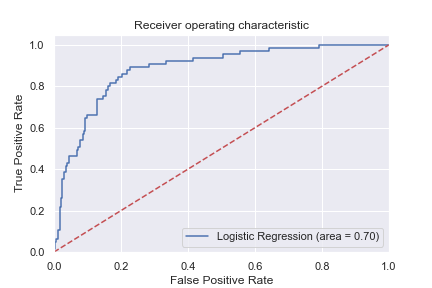 Receiver operating characteristic
True Positive Rate
1.0
0.8
0.6
0.4
0.2
0.0
Logistic Regression (area = 0.70)
0.0 0.2 0.4 0.6 0.8 1.0
False Positive Rate